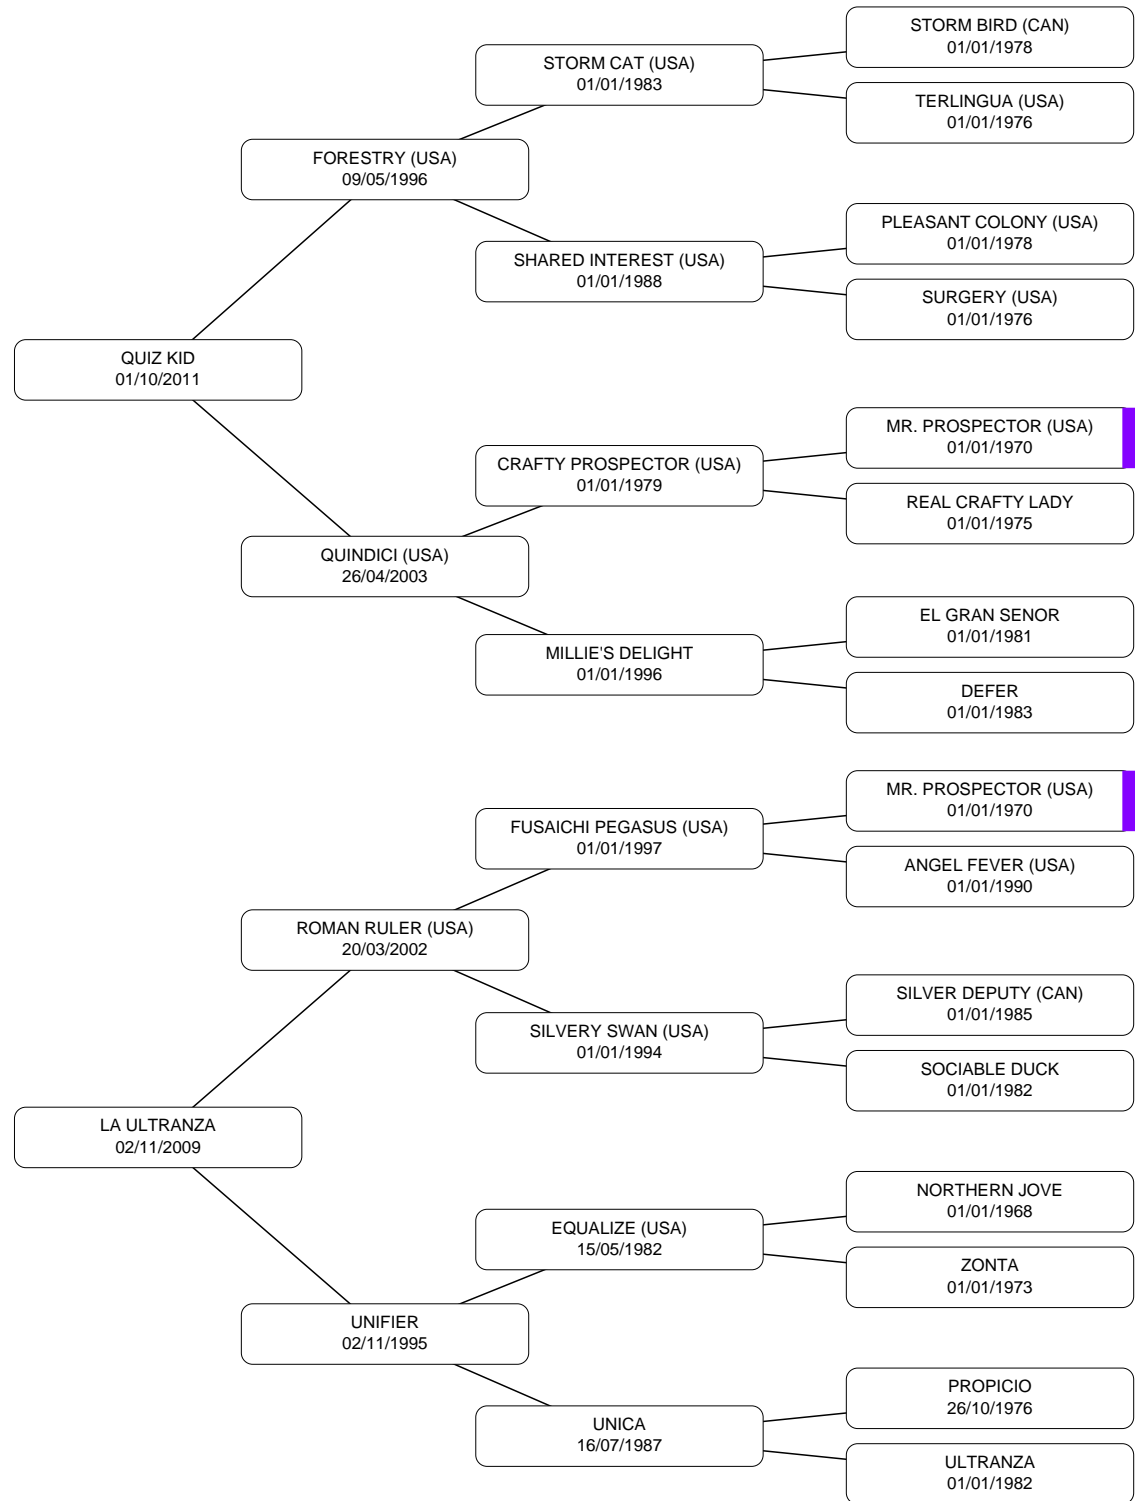 STORM BIRD (CAN)
01/01/1978
STORM CAT (USA)
01/01/1983
TERLINGUA (USA)
01/01/1976
FORESTRY (USA)
09/05/1996
PLEASANT COLONY (USA)
01/01/1978
SHARED INTEREST (USA)
01/01/1988
SURGERY (USA)
01/01/1976
QUIZ KID
01/10/2011
MR. PROSPECTOR (USA)
01/01/1970
CRAFTY PROSPECTOR (USA)
01/01/1979
REAL CRAFTY LADY
01/01/1975
QUINDICI (USA)
26/04/2003
EL GRAN SENOR
01/01/1981
MILLIE'S DELIGHT
01/01/1996
DEFER
01/01/1983
MR. PROSPECTOR (USA)
01/01/1970
FUSAICHI PEGASUS (USA)
01/01/1997
ANGEL FEVER (USA)
01/01/1990
ROMAN RULER (USA)
20/03/2002
SILVER DEPUTY (CAN)
01/01/1985
SILVERY SWAN (USA)
01/01/1994
SOCIABLE DUCK
01/01/1982
LA ULTRANZA
02/11/2009
NORTHERN JOVE
01/01/1968
EQUALIZE (USA)
15/05/1982
ZONTA
01/01/1973
UNIFIER
02/11/1995
PROPICIO
26/10/1976
UNICA
16/07/1987
ULTRANZA
01/01/1982